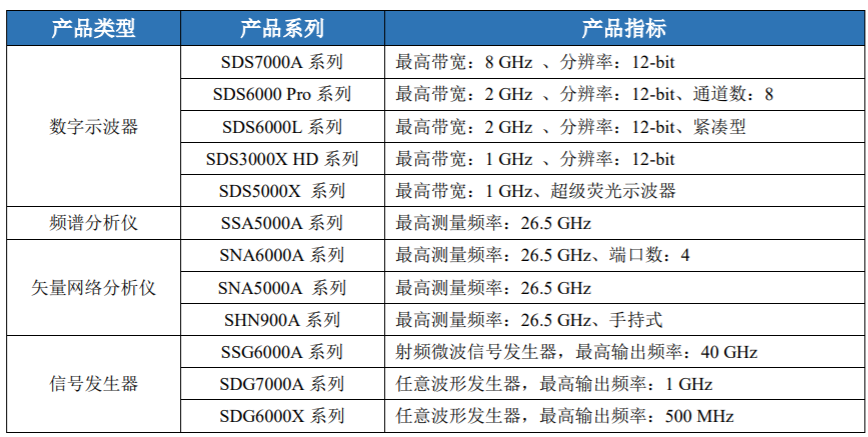 产品类型 产品系列 产品指标
数字示波器
SDS7000A 系列 最高带宽：8 GHz 、分辨率：12-bit
SDS6000 Pro 系列 最高带宽：2 GHz 、分辨率：12-bit、通道数：8
SDS6000L 系列 最高带宽：2 GHz 、分辨率：12-bit、紧凑型
SDS3000X HD 系列 最高带宽：1 GHz 、分辨率：12-bit
SDS5000X 系列 最高带宽：1 GHz、超级荧光示波器
频谱分析仪 SSA5000A 系列 最高测量频率：26.5 GHz
矢量网络分析仪
SNA6000A 系列 最高测量频率：26.5 GHz、端口数：4
SNA5000A 系列 最高测量频率：26.5 GHz
SHN900A 系列 最高测量频率：26.5 GHz、手持式
信号发生器
SSG6000A 系列 射频微波信号发生器，最高输出频率：40 GHz
SDG7000A 系列 任意波形发生器，最高输出频率：1 GHz
SDG6000X 系列 任意波形发生器，最高输出频率：500 MHz